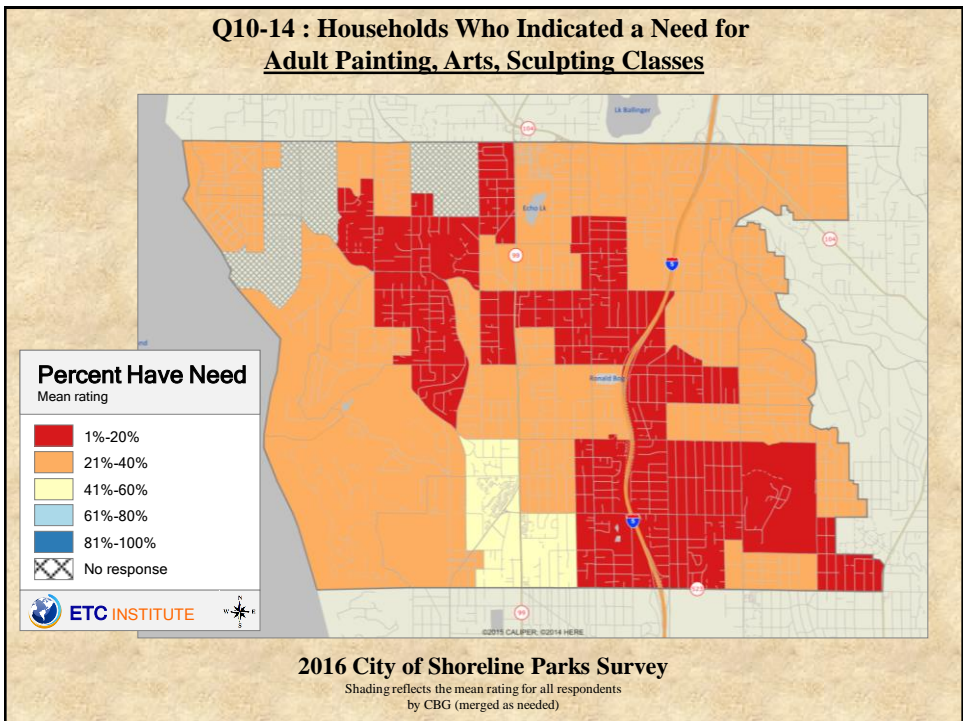 Q10-14 : Households Who Indicated a Need for
Adult Painting, Arts, Sculpting Classes
Lk Ballinger
104
Echo Lk
104
99
5
nd
Ronald Bog
Percent Have Need
Mean rating
1%-20%
21%-40%
41%-60%
61%-80%
81%-100%
No response
5
522
99
ETC INSTITUTE
N
W E
S
©2015 CALIPER; ©2014 HERE
2016 City of Shoreline Parks Survey
Shading reflects the mean rating for all respondents
by CBG (merged as needed)